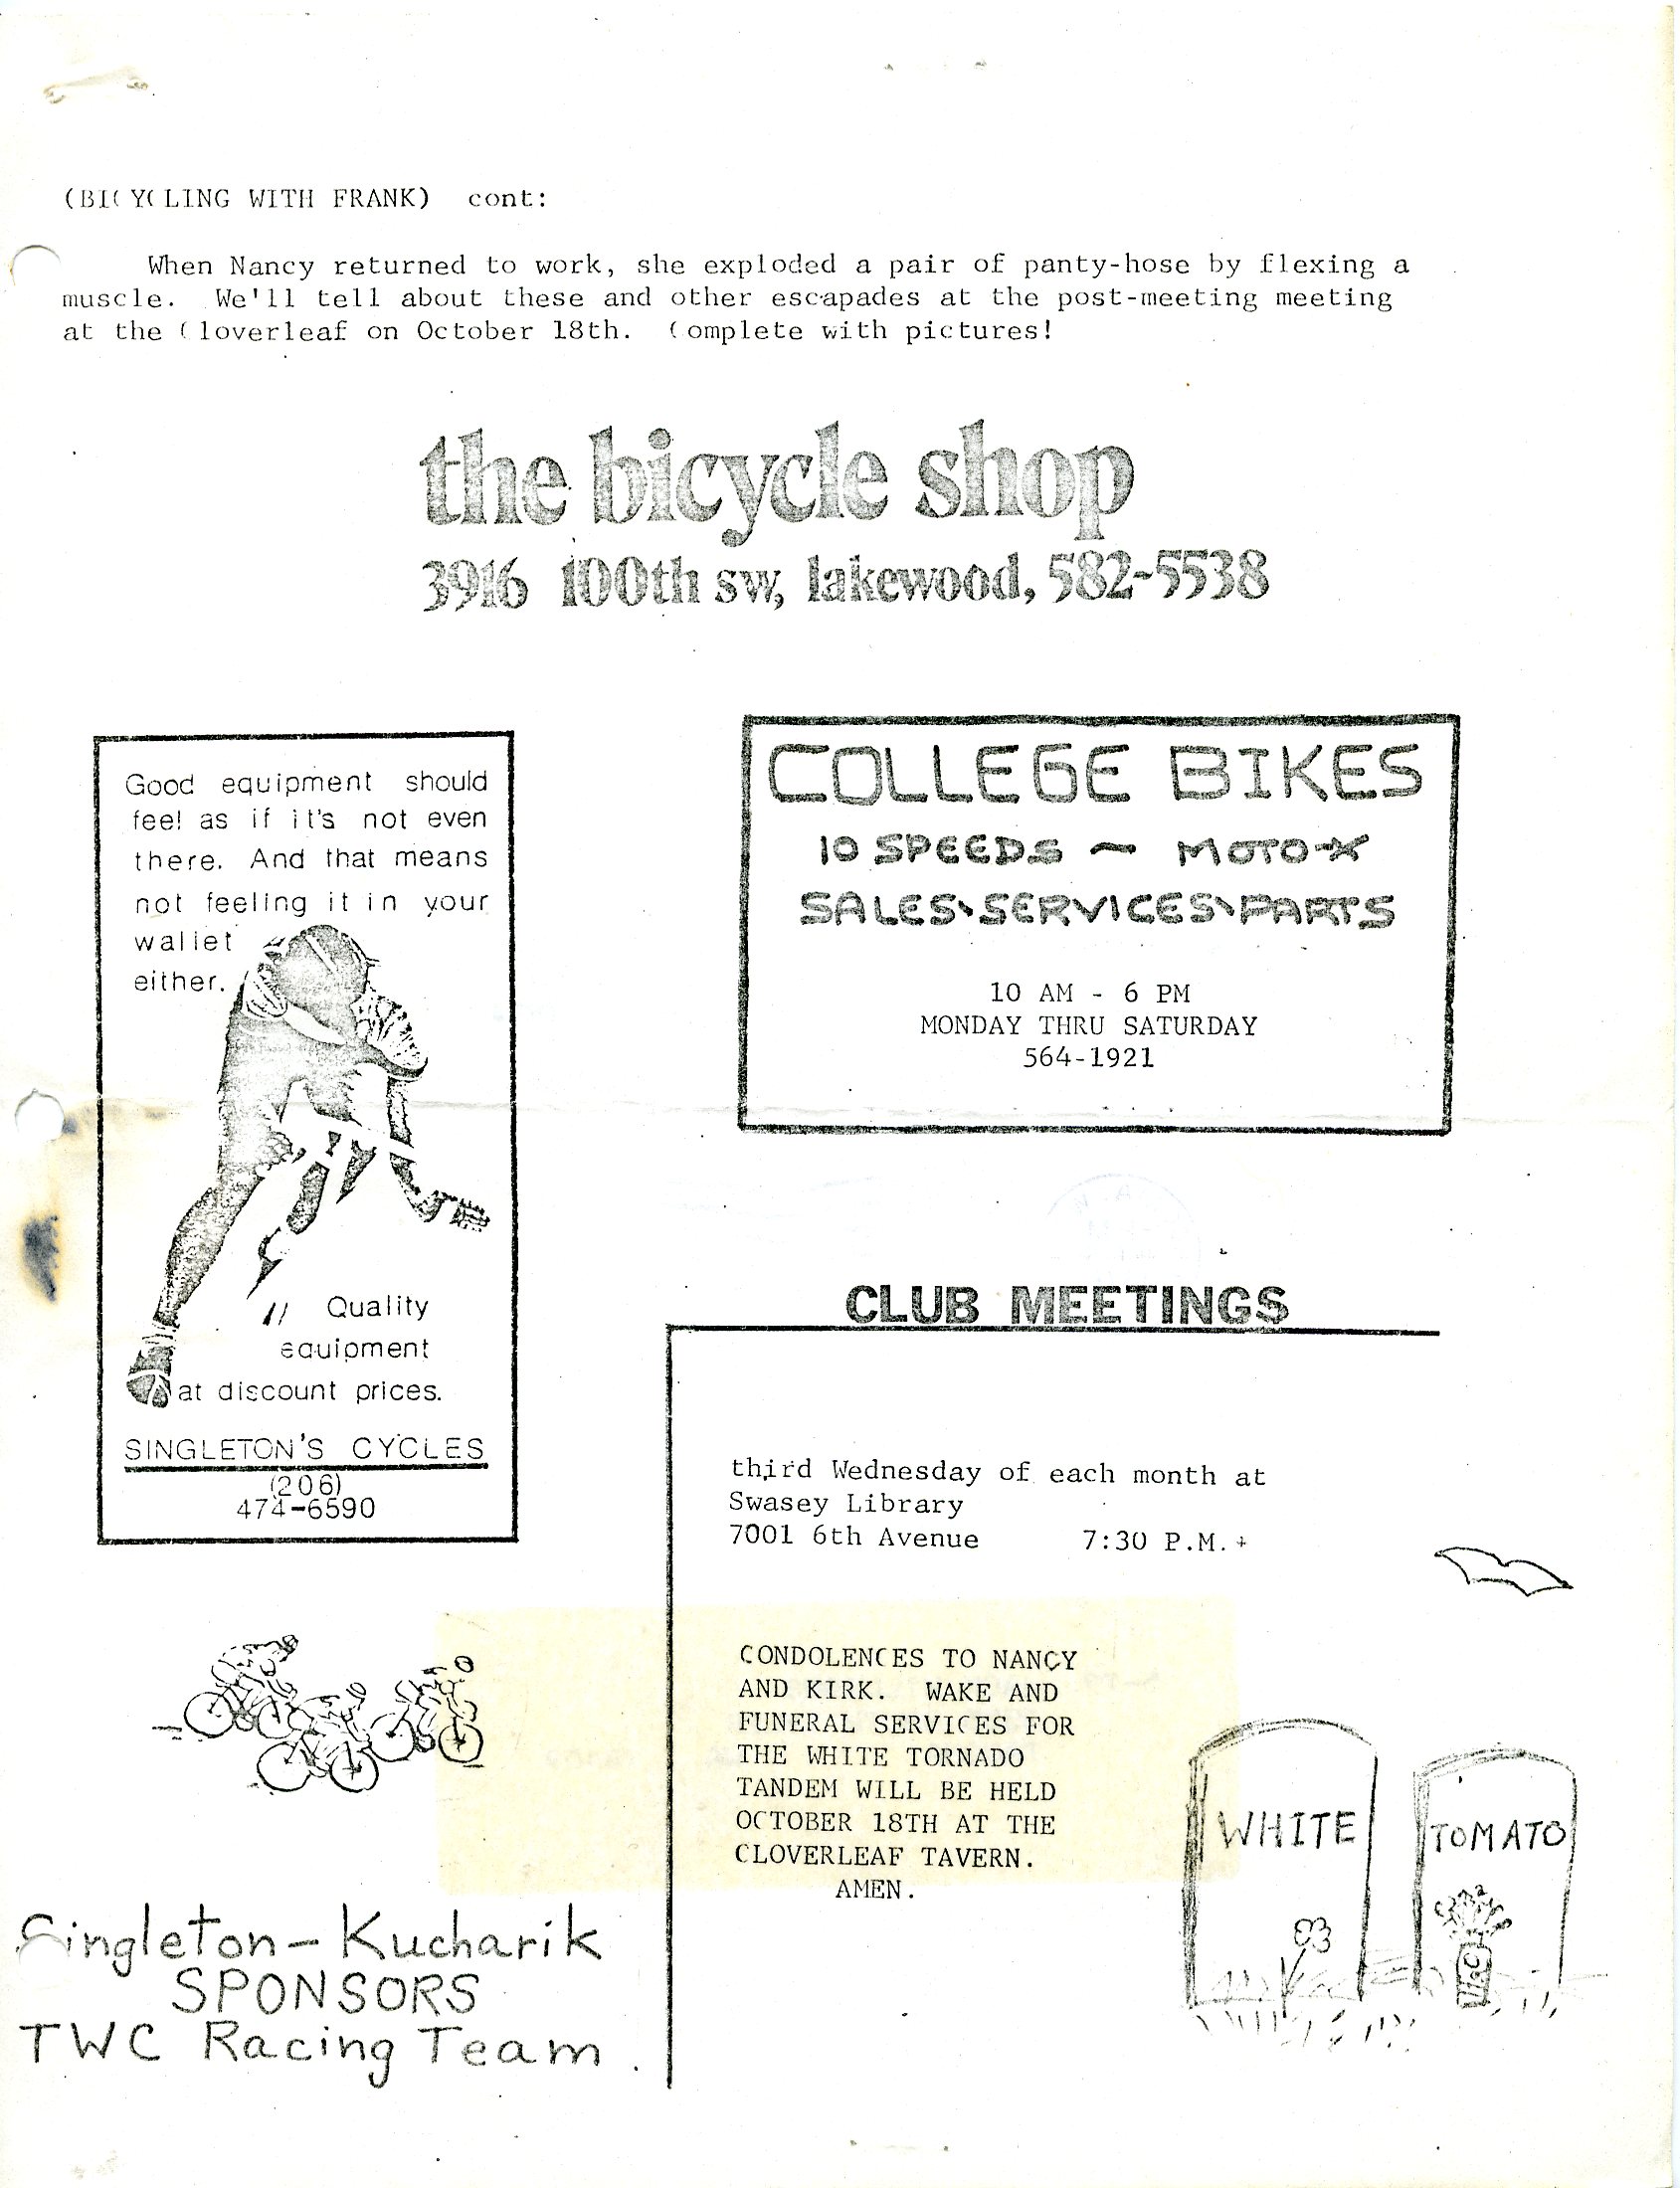 (BICYCLING WITH FRANK) cont:
When Nancy returned to work, she exploded a pair of panty-hose by flexing a
muscle. We'll tell about these and other escapades at the post-meeting meeting
at the Cloverleaf on October 18th. Complete with pictures!
the bicycle shop
3916 100th sw, lakewood, 582-5538
Good equipment should
feel as if it's not even
there. And that means
not feeling it in your
wallet
either.
Quality
equipment
at discount prices.
SINGLETON'S CYCLES
(206)
474-6590
COLLEGE BIKES
10 SPEEDS ~ MOTO-X
SALES·SERVICES·PARTS
10 AM - 6 PM
MONDAY THRU SATURDAY
564-1921
CLUB MEETINGS
third Wednesday of each month at
Swasey Library
7001 6th Avenue 7:30 P.M.
CONDOLENCES TO NANCY
AND KIRK. WAKE AND
FUNERAL SERVICES FOR
THE WHITE TORNADO
TANDEM WILL BE HELD
OCTOBER 18TH AT THE
CLOVERLEAF TAVERN.
AMEN.
WHITE
TOMATO
Singleton-Kucharik
SPONSORS
TWC Racing Team.